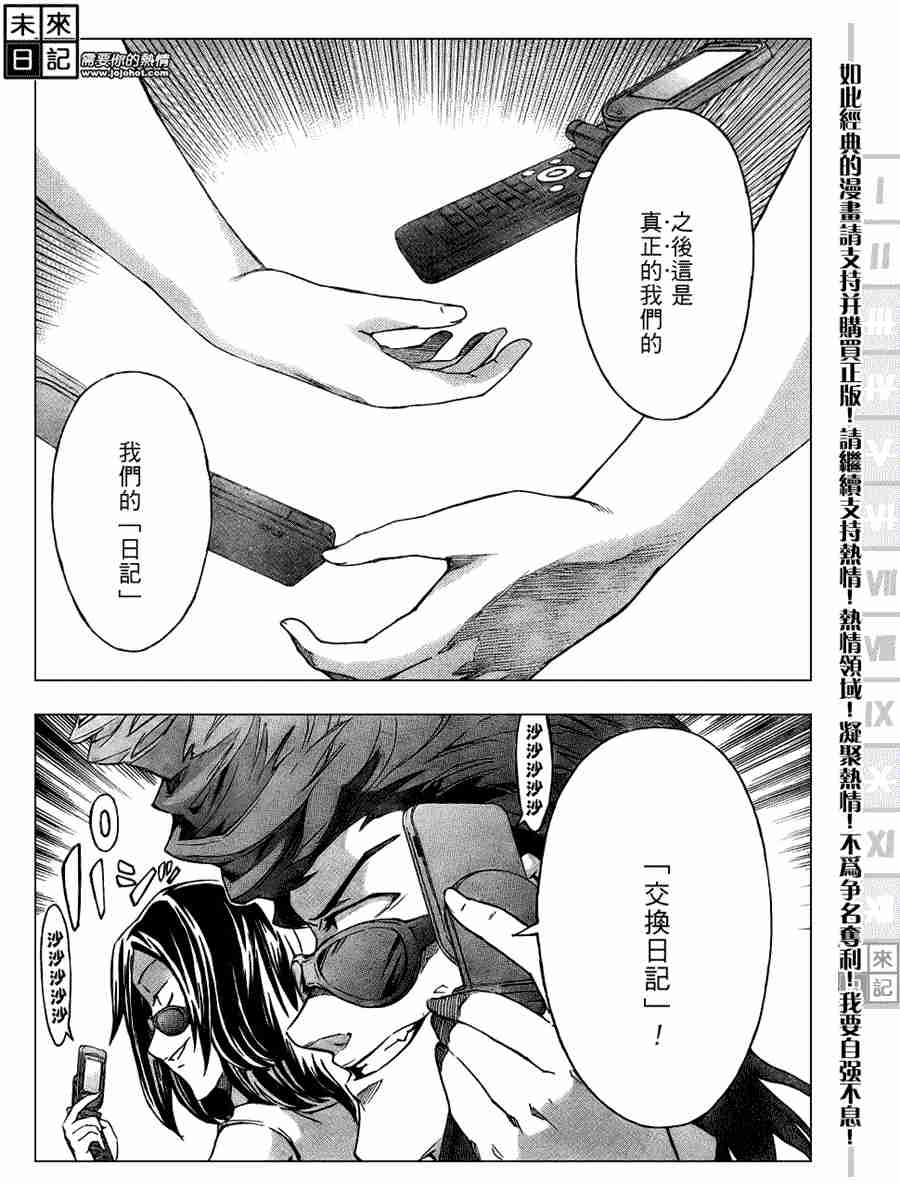 未來
日記
需要你的熱情
www.jojohot.com
之後這是
真正的我們的
我們的「日記」
「交換日記」！
沙沙沙沙沙
沙沙沙沙沙
如此經典的漫畫請支持并購買正版！請繼續支持熱情！熱情領域！凝聚熱情！不爲争名奪利！我要自强不息！
I
II
III
IV
V
VI
VII
VIII
IX
X
XI
來
記